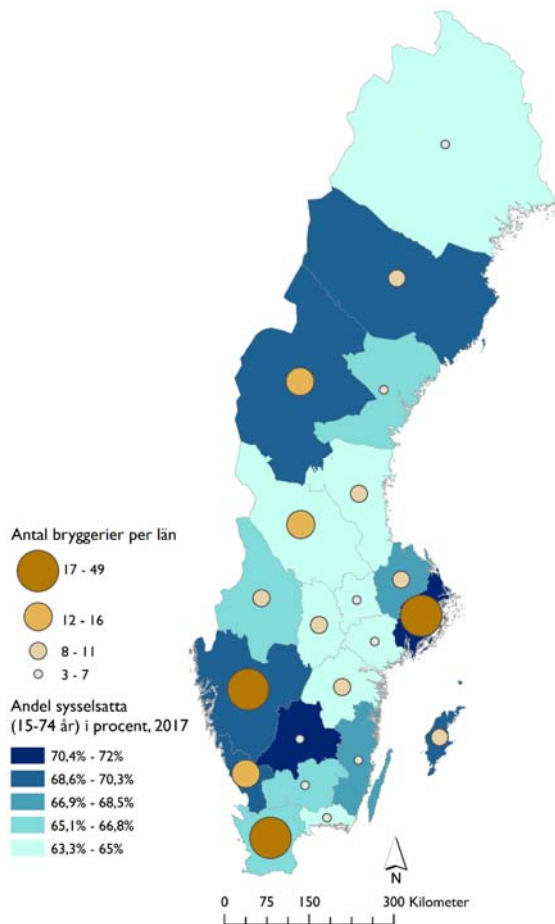 Antal bryggerier per län
17 - 49
12 - 16
8 - 11
3 - 7
Andel sysselsatta
(15-74 år) i procent, 2017
70,4% - 72%
68,6% - 70,3%
66,9% - 68,5%
65,1% - 66,8%
63,3% - 65%
N
0 75 150 300 Kilometer